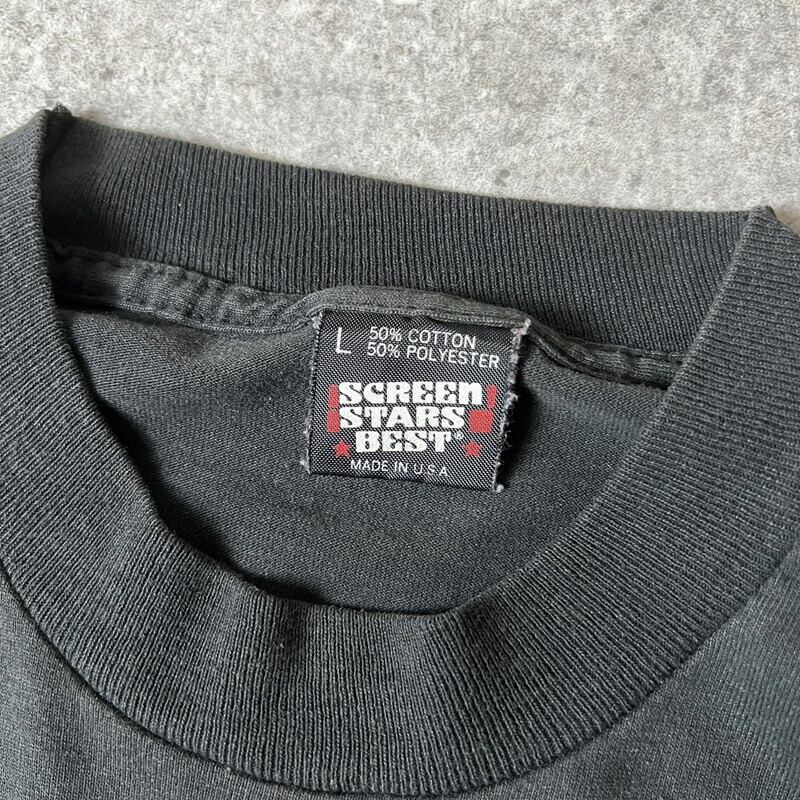 L 50% COTTON
50% POLYESTER
SCREEN
STARS
BEST®
MADE IN U.S.A.